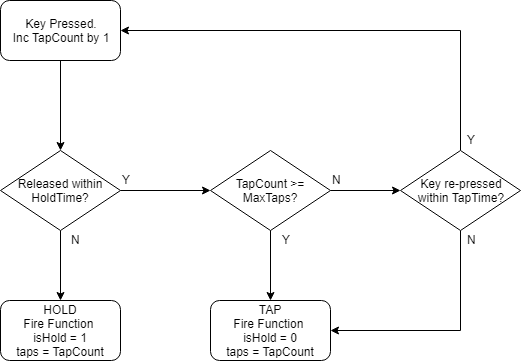 Key Pressed.
Inc TapCount by 1
Y
Released within
HoldTime?
Y
TapCount >=
MaxTaps?
N
Key re-pressed
within TapTime?
N
Y
N
HOLD
Fire Function
isHold = 1
taps = TapCount
TAP
Fire Function
isHold = 0
taps = TapCount